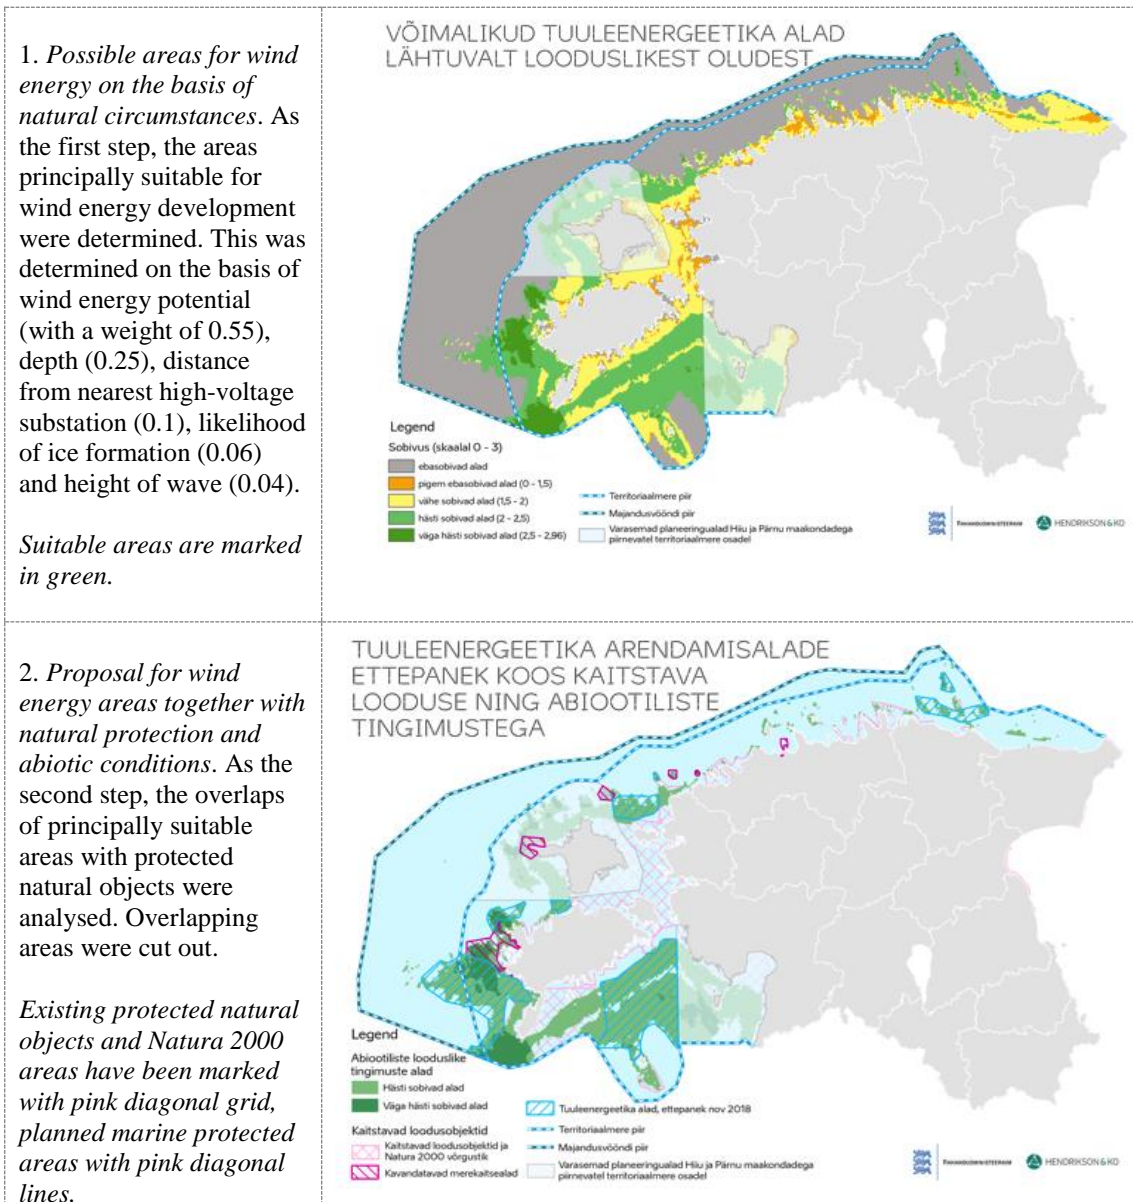 1. Possible areas for wind
energy on the basis of
natural circumstances. As
the first step, the areas
principally suitable for
wind energy development
were determined. This was
determined on the basis of
wind energy potential
(with a weight of 0.55),
depth (0.25), distance
from nearest high-voltage
substation (0.1), likelihood
of ice formation (0.06)
and height of wave (0.04).
Suitable areas are marked
in green.
VÕIMALIKUD TUULEENERGEETIKA ALAD
LÄHTUVALT LOODUSLIKEST OLUDEST
Legend
Sobivus (skaalal 0 - 3)
ebasobivad alad
pigem ebasobivad alad (0 - 1,5)
vähe sobivad alad (1,5 - 2)
hästi sobivad alad (2 - 2,5)
väga hästi sobivad alad (2,5 - 2,96)
Territoriaalmere piir
Majandusvööndi piir
Varasemad planeeringualad Hiiu ja Pärnu maakondadega
piirnevatel territoriaalmere osadel
RAHANDUSMINISTEERIUM
HENDRIKSON & KO
2. Proposal for wind
energy areas together with
natural protection and
abiotic conditions. As the
second step, the overlaps
of principally suitable
areas with protected
natural objects were
analysed. Overlapping
areas were cut out.
Existing protected natural
objects and Natura 2000
areas have been marked
with pink diagonal grid,
planned marine protected
areas with pink diagonal
lines.
TUULEENERGEETIKA ARENDAMISALADE
ETTEPANEK KOOS KAITSTAVA
LOODUSE NING ABIOOTILISTE
TINGIMUSTEGA
Legend
Abiootiliste looduslike
tingimuste alad
Hästi sobivad alad
Väga hästi sobivad alad
Kaitstavad loodusobjektid
Kaitstavad loodusobjektid ja
Natura 2000 võrgustik
Kavandatavad merekaitsealad
Tuuleenergeetika alad, ettepanek nov 2018
Territoriaalmere piir
Majandusvööndi piir
Varasemad planeeringualad Hiiu ja Pärnu maakondadega
piirnevatel territoriaalmere osadel
RAHANDUSMINISTEERIUM
HENDRIKSON & KO